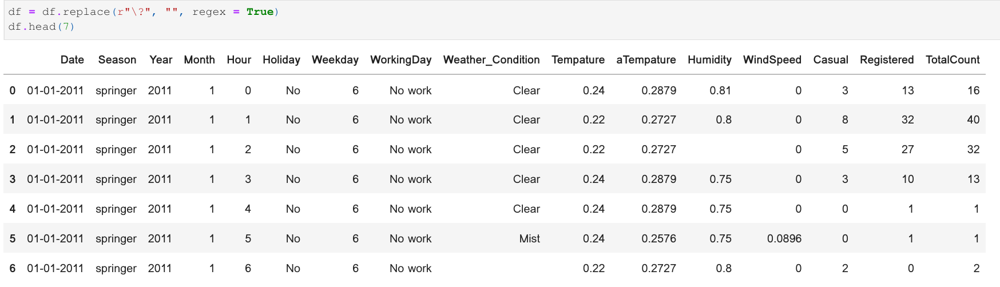 df = df.replace(r"\?", "", regex = True)
df.head(7)
Date Season Year Month Hour Holiday Weekday WorkingDay Weather_Condition Tempature aTempature Humidity WindSpeed Casual Registered TotalCount
0 01-01-2011 springer 2011 1 0 No 6 No work Clear 0.24 0.2879 0.81 0 3 13 16
1 01-01-2011 springer 2011 1 1 No 6 No work Clear 0.22 0.2727 0.8 0 8 32 40
2 01-01-2011 springer 2011 1 2 No 6 No work Clear 0.22 0.2727 0 5 27 32
3 01-01-2011 springer 2011 1 3 No 6 No work Clear 0.24 0.2879 0.75 0 3 10 13
4 01-01-2011 springer 2011 1 4 No 6 No work Clear 0.24 0.2879 0.75 0 0 1 1
5 01-01-2011 springer 2011 1 5 No 6 No work Mist 0.24 0.2576 0.75 0.0896 0 1 1
6 01-01-2011 springer 2011 1 6 No 6 No work 0.22 0.2727 0.8 0 2 0 2